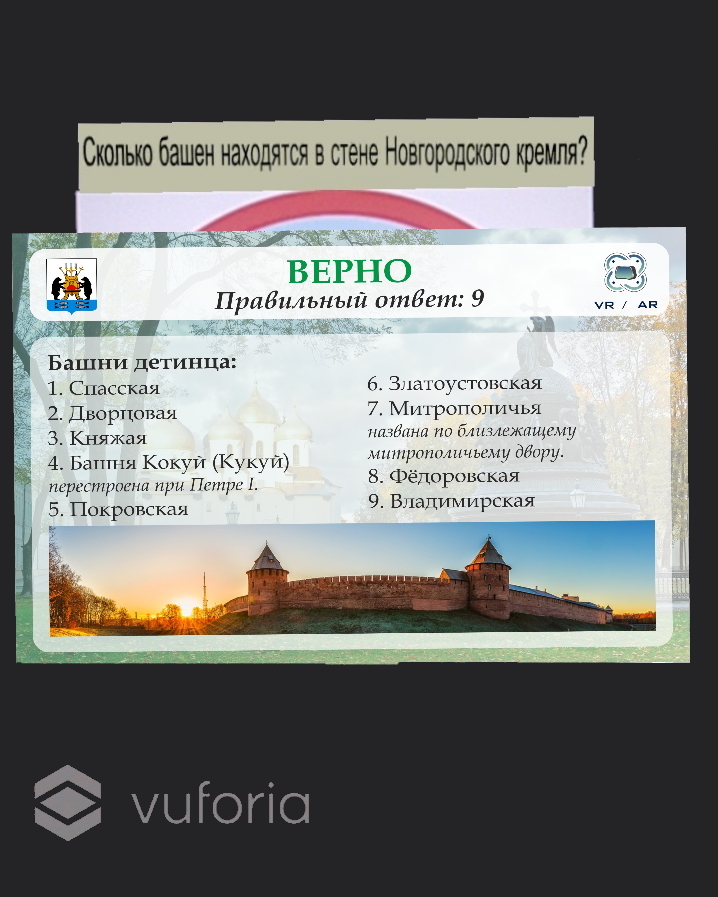 Сколько башен находятся в стене Новгородского кремля?
ВЕРНО
Правильный ответ: 9
VR / AR
Башни детинца:
1. Спасская
2. Дворцовая
3. Княжая
4. Башня Кокуй (Кукуй)
перестроена при Петре I.
5. Покровская
6. Златоустовская
7. Митрополичья
названа по близлежащему
митрополичьему двору.
8. Фёдоровская
9. Владимирская
vuforia